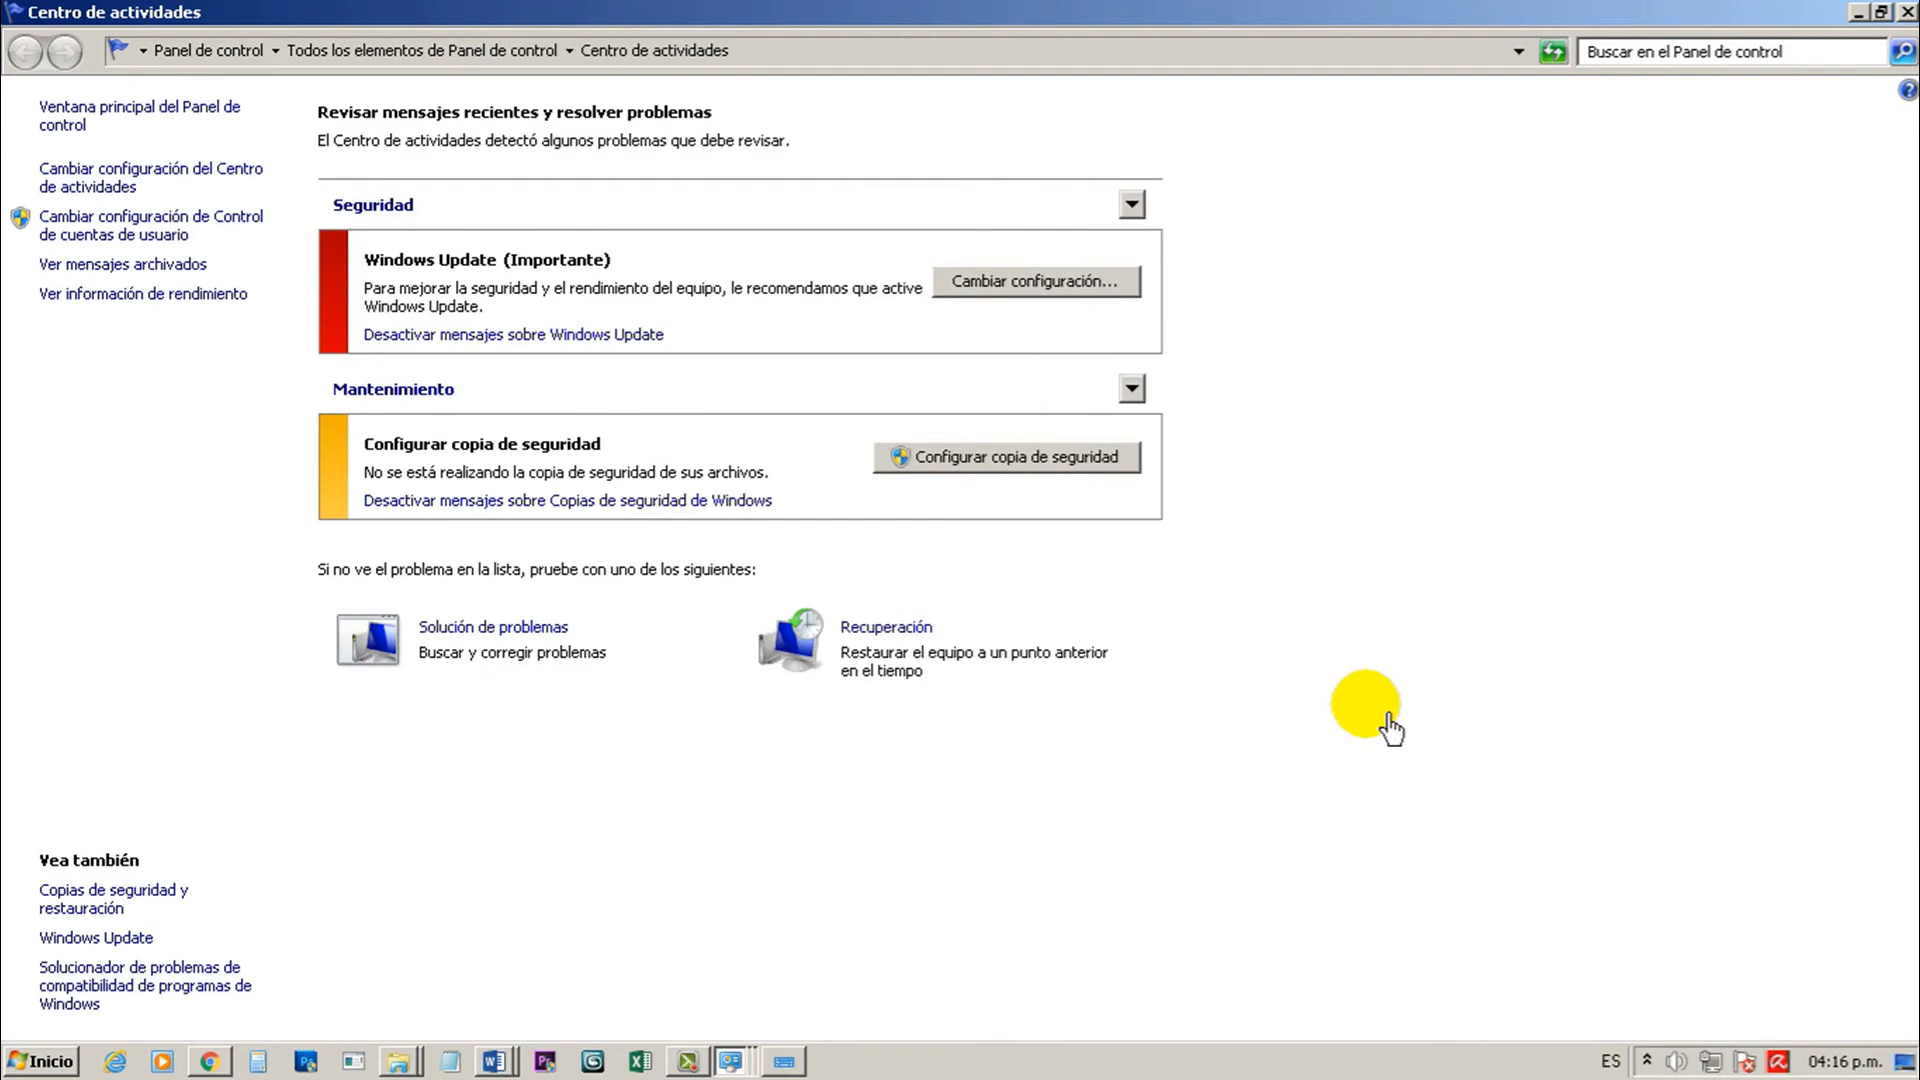 Centro de actividades
Panel de control
Todos los elementos de Panel de control
Centro de actividades
Buscar en el Panel de control
Ventana principal del Panel de
control
Cambiar configuración del Centro
de actividades
Cambiar configuración de Control
de cuentas de usuario
Ver mensajes archivados
Ver información de rendimiento
Revisar mensajes recientes y resolver problemas
El Centro de actividades detectó algunos problemas que debe revisar.
Seguridad
Windows Update (Importante)
Para mejorar la seguridad y el rendimiento del equipo, le recomendamos que active
Windows Update.
Desactivar mensajes sobre Windows Update
Cambiar configuración...
Mantenimiento
Configurar copia de seguridad
No se está realizando la copia de seguridad de sus archivos.
Desactivar mensajes sobre Copias de seguridad de Windows
Configurar copia de seguridad
Si no ve el problema en la lista, pruebe con uno de los siguientes:
Solución de problemas
Buscar y corregir problemas
Recuperación
Restaurar el equipo a un punto anterior
en el tiempo
Vea también
Copias de seguridad y
restauración
Windows Update
Solucionador de problemas de
compatibilidad de programas de
Windows
Inicio
ES
04:16 p.m.